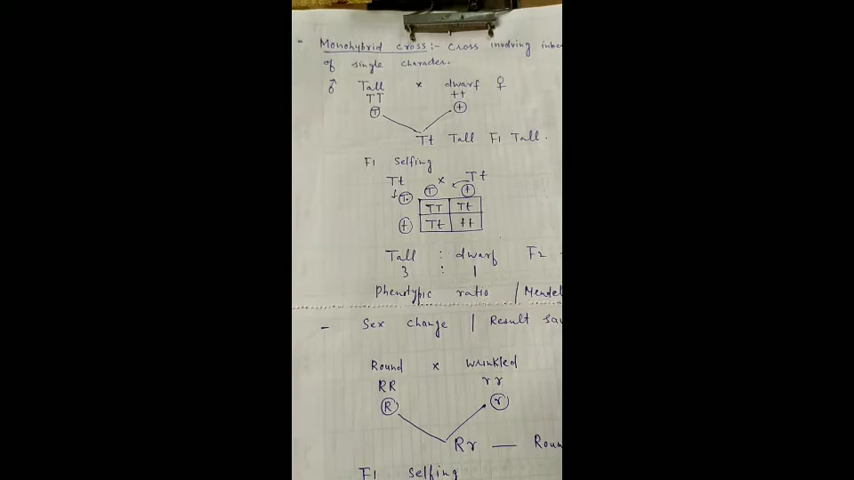 - Monohybrid cross :- Cross involving
of single character.
♂ Tall × dwarf ♀
TT tt
T t
Tt Tall F1 Tall.
F1 Selfing
Tt × Tt
T t
T TT Tt
t Tt tt
Tall : dwarf F2
3 : 1
Phenotypic ratio /
- Sex change / Result
Round × wrinkled
RR rr
R r
Rr —
F1 selfing